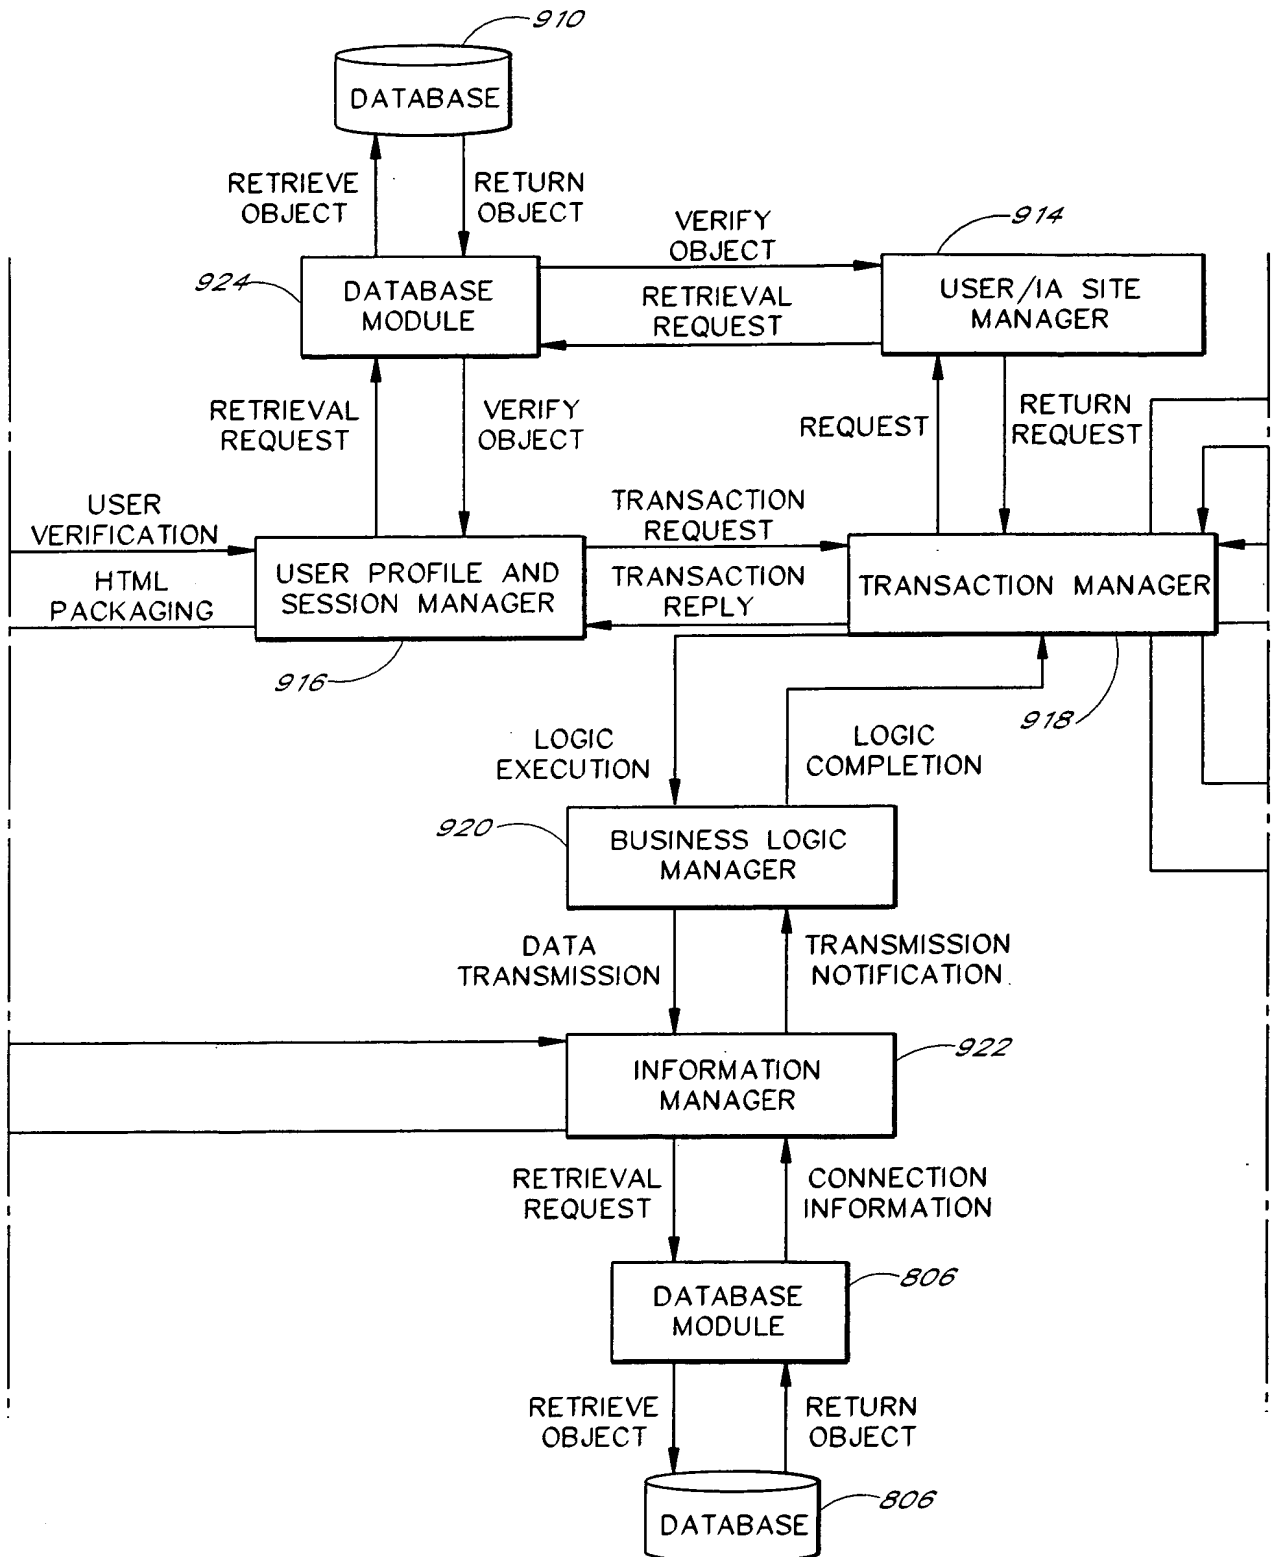 910
DATABASE
RETRIEVE
OBJECT
RETURN
OBJECT
924
DATABASE
MODULE
VERIFY
OBJECT
RETRIEVAL
REQUEST
914
USER/IA SITE
MANAGER
RETRIEVAL
REQUEST
VERIFY
OBJECT
REQUEST
RETURN
REQUEST
USER
VERIFICATION
HTML
PACKAGING
USER PROFILE AND
SESSION MANAGER
916
TRANSACTION
REQUEST
TRANSACTION
REPLY
TRANSACTION MANAGER
918
LOGIC
EXECUTION
LOGIC
COMPLETION
920
BUSINESS LOGIC
MANAGER
DATA
TRANSMISSION
TRANSMISSION
NOTIFICATION
INFORMATION
MANAGER
922
RETRIEVAL
REQUEST
CONNECTION
INFORMATION
DATABASE
MODULE
806
RETRIEVE
OBJECT
RETURN
OBJECT
DATABASE
806